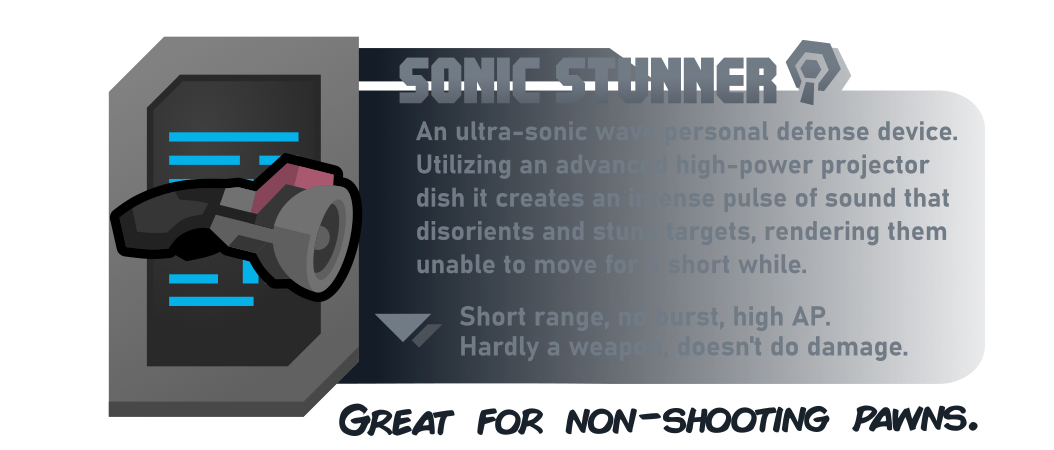 SONIC STUNNER
An ultra-sonic wave personal defense device.
Utilizing an advanced high-power projector
dish it creates an intense pulse of sound that
disorients and stuns targets, rendering them
unable to move for a short while.
Short range, no burst, high AP.
Hardly a weapon, doesn't do damage.
GREAT FOR NON-SHOOTING PAWNS.